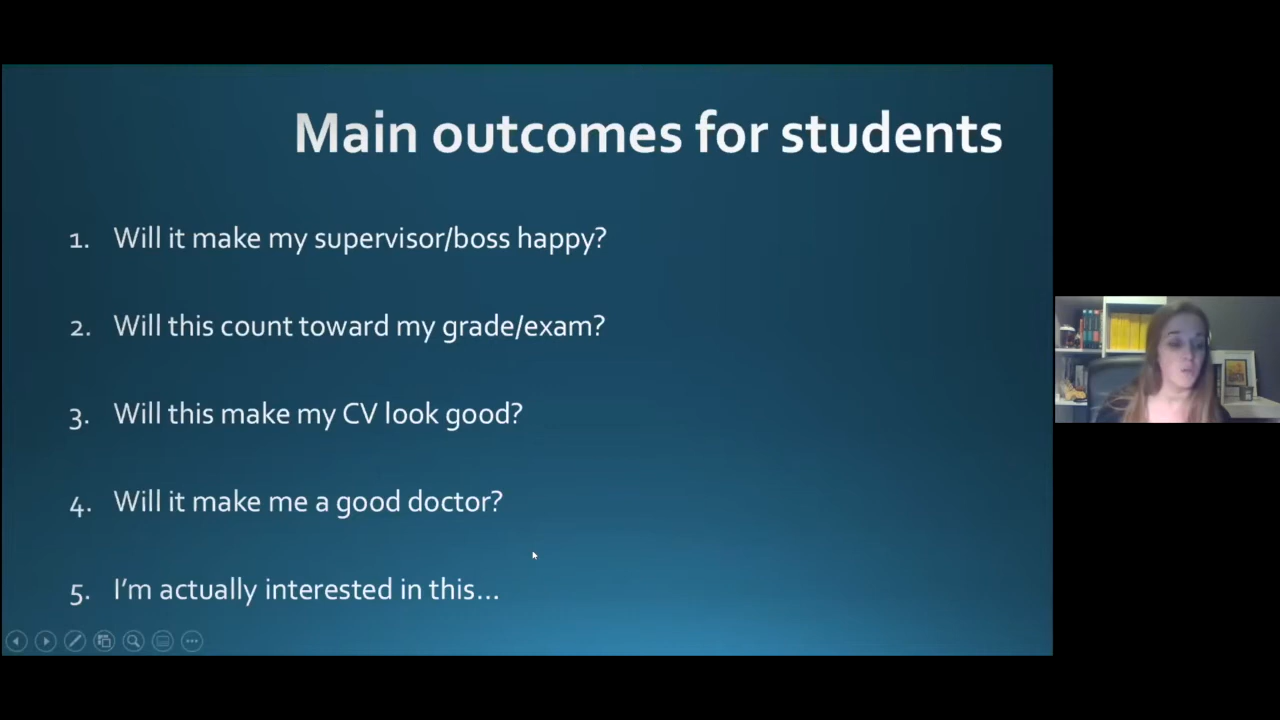 Main outcomes for students
1. Will it make my supervisor/boss happy?
2. Will this count toward my grade/exam?
3. Will this make my CV look good?
4. Will it make me a good doctor?
5. I'm actually interested in this...